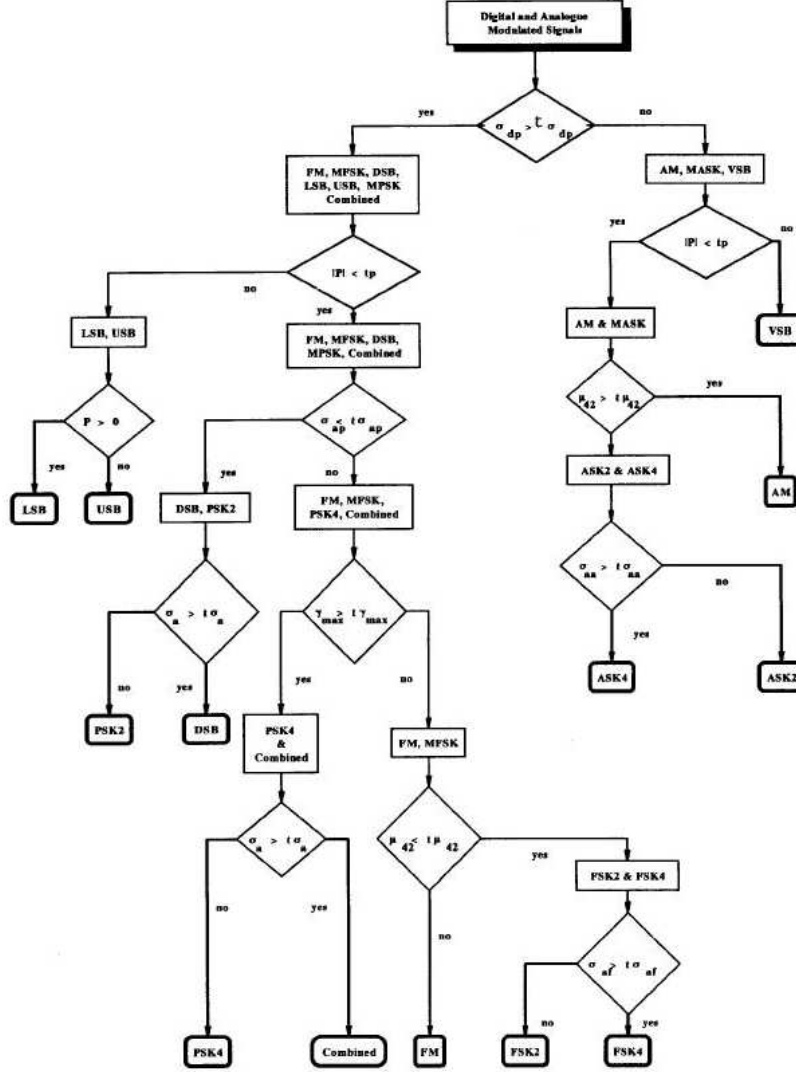 Digital and Analogue
Modulated Signals
yes
σ dp > t σ dp
no
FM, MFSK, DSB,
LSB, USB, MPSK
Combined
AM, MASK, VSB
|P| < tp
no
yes
yes
|P| < tp
no
LSB, USB
FM, MFSK, DSB,
MPSK, Combined
AM & MASK
VSB
P > 0
yes
no
σ ap < t σ ap
yes
no
μ 42 > t μ 42
yes
LSB
USB
DSB, PSK2
FM, MFSK,
PSK4, Combined
ASK2 & ASK4
AM
σ a > t σ a
no
yes
γ max > t γ max
yes
no
σ aa > t σ aa
yes
no
PSK2
DSB
PSK4
&
Combined
FM, MFSK
ASK4
ASK2
σ a > t σ a
no
yes
μ 42 < t μ 42
yes
no
FSK2 & FSK4
σ af > t σ af
no
yes
PSK4
Combined
FM
FSK2
FSK4